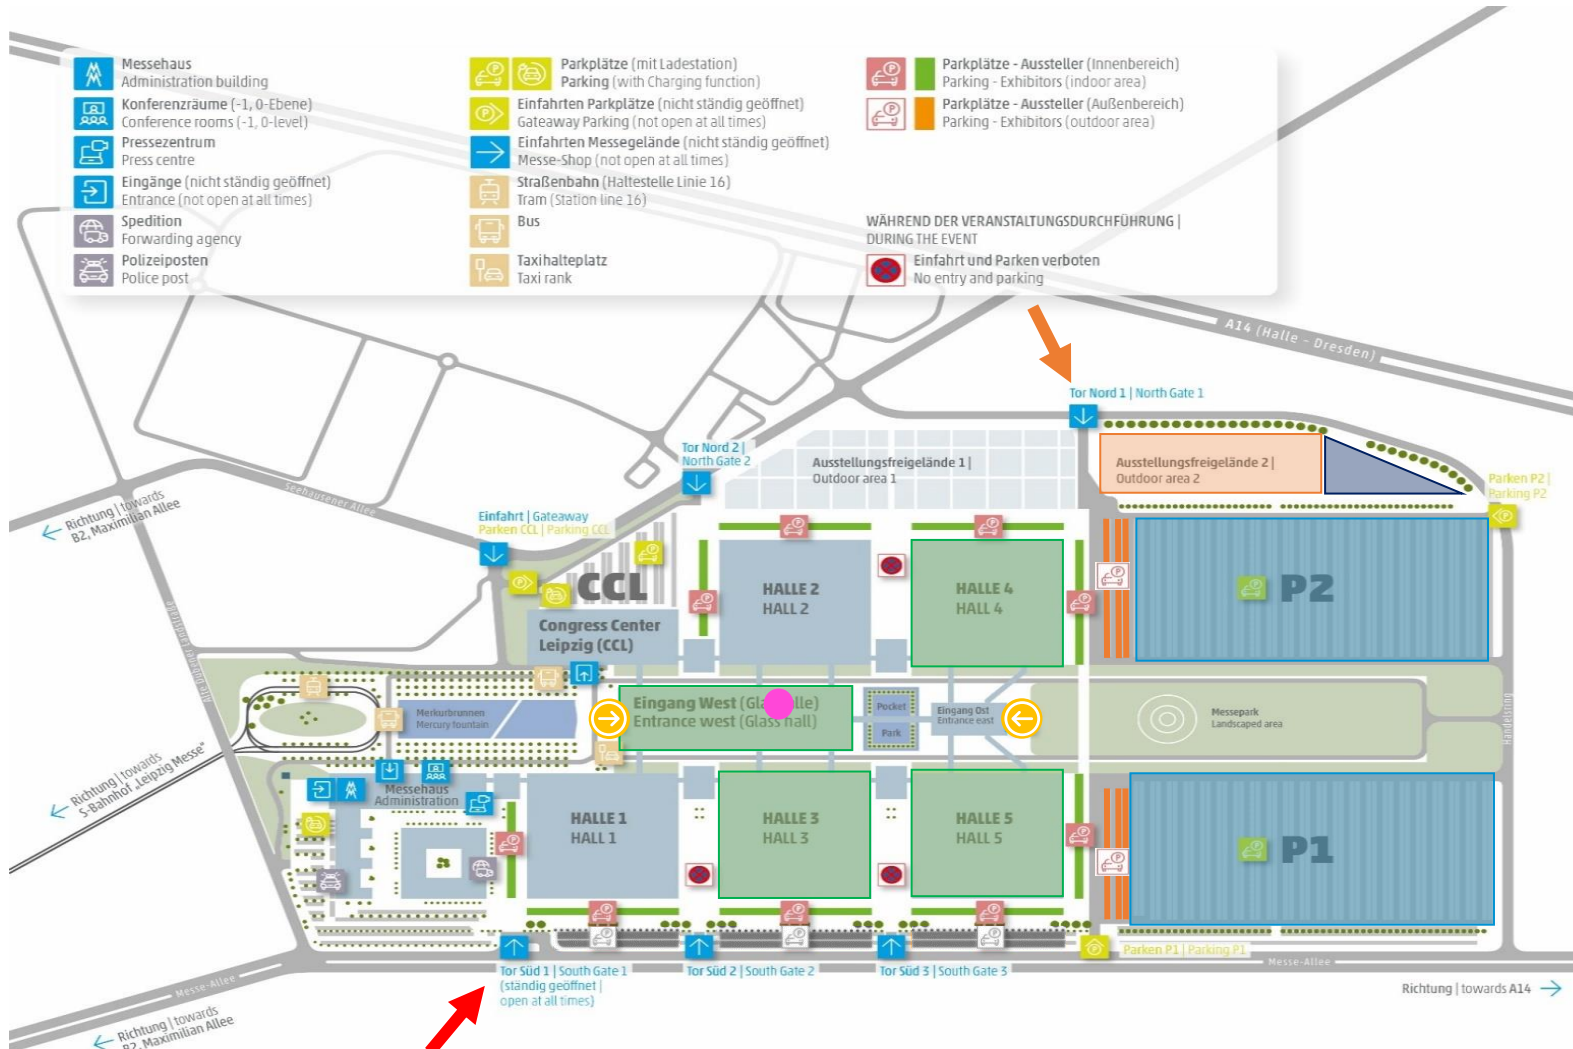 Messehaus
Administration building
Konferenzräume (-1, 0-Ebene)
Conference rooms (-1, 0-level)
Pressezentrum
Press centre
Eingänge (nicht ständig geöffnet)
Entrance (not open at all times)
Spedition
Forwarding agency
Polizeiposten
Police post
Parkplätze (mit Ladestation)
Parking (with Charging function)
Einfahrten Parkplätze (nicht ständig geöffnet)
Gateaway Parking (not open at all times)
Einfahrten Messegelände (nicht ständig geöffnet)
Messe-Shop (not open at all times)
Straßenbahn (Haltestelle Linie 16)
Tram (Station line 16)
Bus
Taxihalteplatz
Taxi rank
Parkplätze - Aussteller (Innenbereich)
Parking - Exhibitors (indoor area)
Parkplätze - Aussteller (Außenbereich)
Parking - Exhibitors (outdoor area)
WÄHREND DER VERANSTALTUNGSDURCHFÜHRUNG |
DURING THE EVENT
Einfahrt und Parken verboten
No entry and parking
A14 (Halle - Dresden)
Tor Nord 1 | North Gate 1
Tor Nord 2 |
North Gate 2
Ausstellungsfreigelände 1 |
Outdoor area 1
Ausstellungsfreigelände 2 |
Outdoor area 2
Parken P2 |
Parking P2
Seehausener Allee
Richtung | towards
B2, Maximilian Allee
Einfahrt | Gateaway
Parken CCL | Parking CCL
CCL
Congress Center
Leipzig (CCL)
HALLE 2
HALL 2
HALLE 4
HALL 4
P2
Alte Dübener Landstraße
Merkurbrunnen
Mercury fountain
Eingang West (Gla lle)
Entrance west (Glass hall)
Pocket
Park
Eingang Ost
Entrance east
Messepark
Landscaped area
Handelsring
Richtung | towards
S-Bahnhof „Leipzig Messe“
Messehaus
Administration
HALLE 1
HALL 1
HALLE 3
HALL 3
HALLE 5
HALL 5
P1
Parken P1 | Parking P1
Messe-Allee
Tor Süd 1 | South Gate 1
(ständig geöffnet |
open at all times)
Tor Süd 2 | South Gate 2
Tor Süd 3 | South Gate 3
Messe-Allee
Richtung | towards A14
Richtung | towards
B2, Maximilian Allee